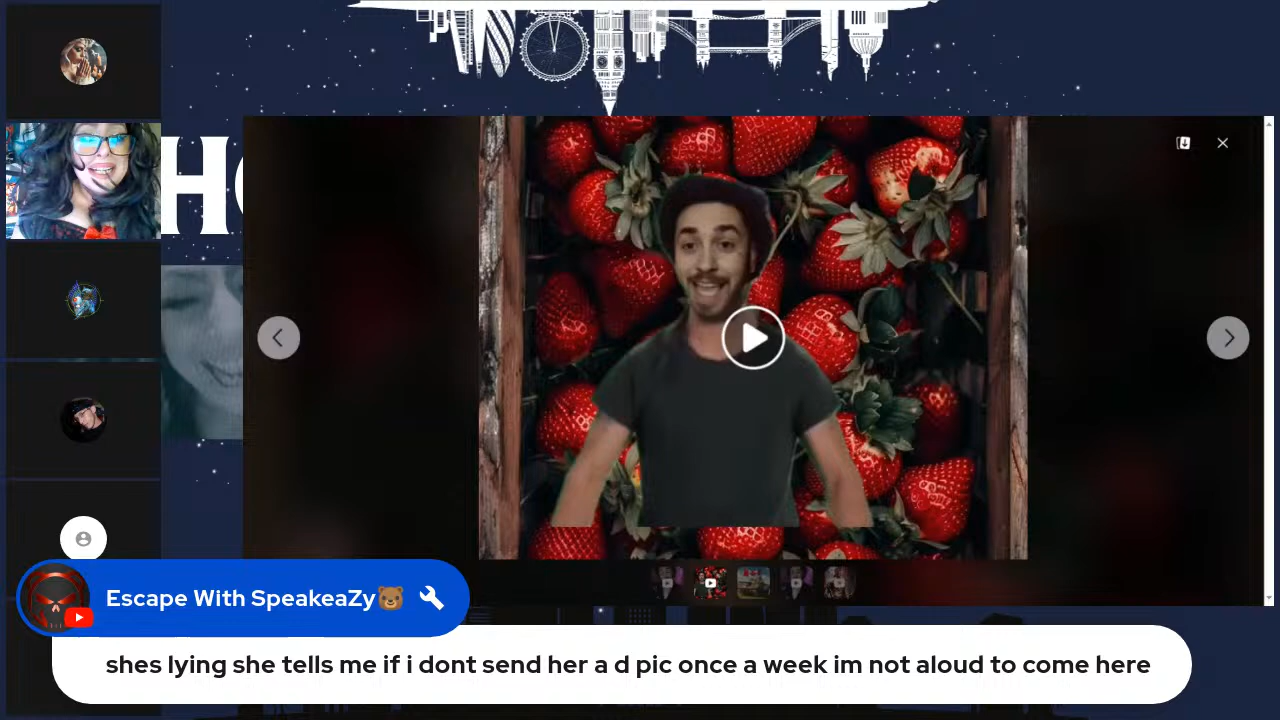 HO
Escape With SpeakeaZy🐻🔧
shes lying she tells me if i dont send her a d pic once a week im not aloud to come here